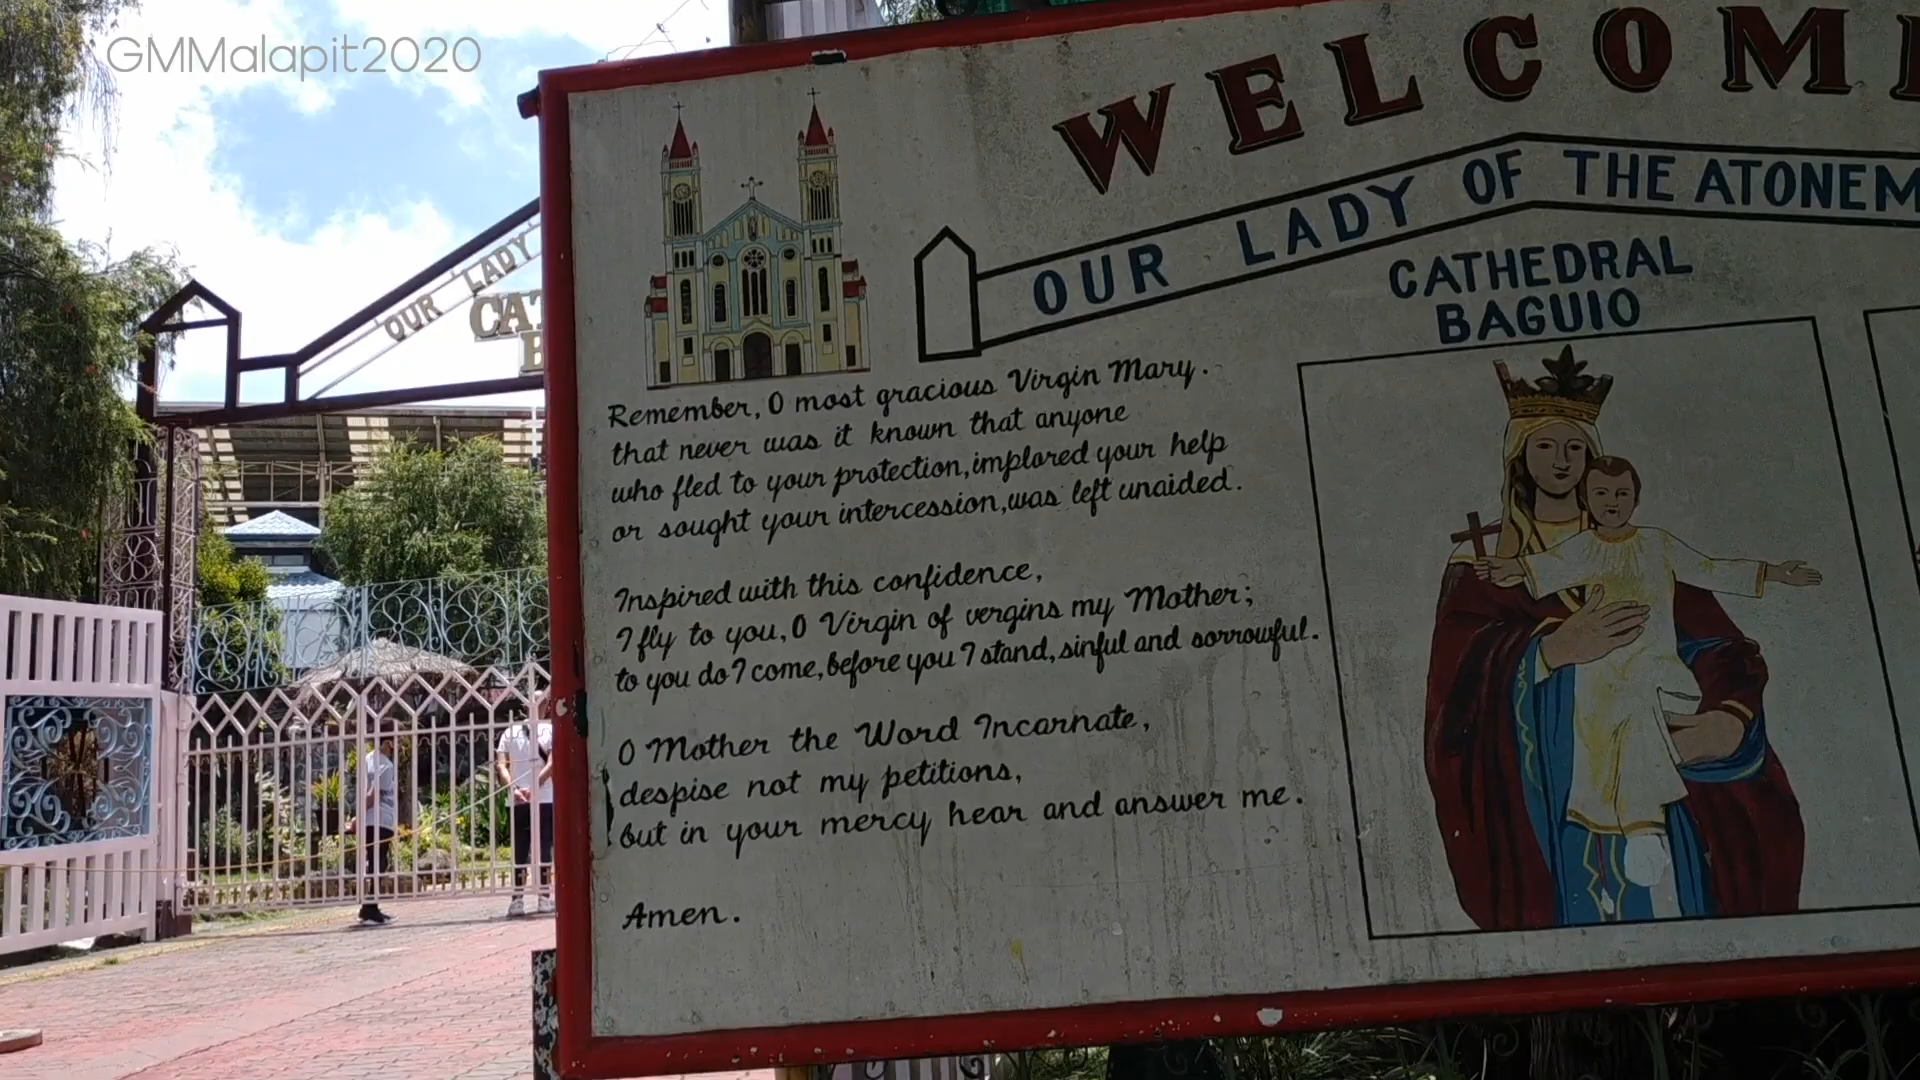 GMMalapit2020
WELCOM
OUR LADY OF THE ATONEM
CATHEDRAL
BAGUIO
OUR LADY
Remember, O most gracious Virgin Mary.
that never was it known that anyone
who fled to your protection, implored your help
or sought your intercession, was left unaided.
Inspired with this confidence,
I fly to you, O Virgin of vergins my Mother;
to you do I come, before you I stand, sinful and sorrowful.
O Mother the Word Incarnate,
despise not my petitions,
but in your mercy hear and answer me.
Amen.